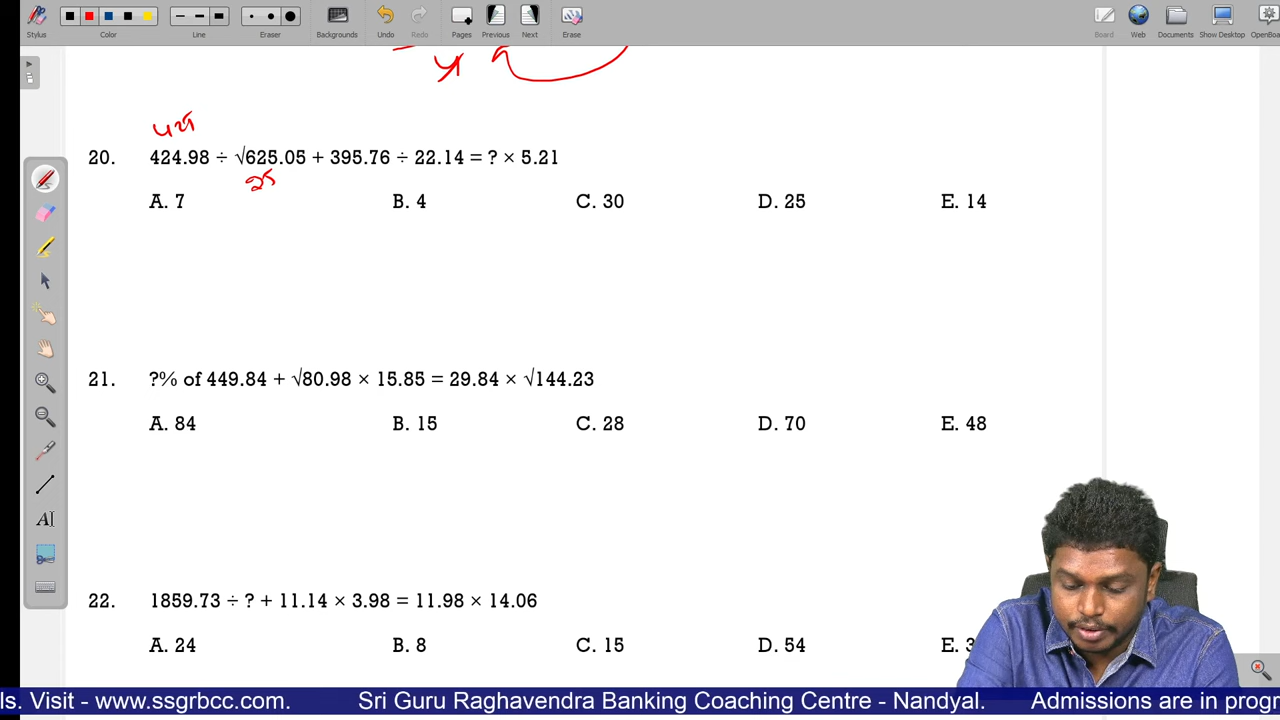 Stylus Color Line Eraser Backgrounds Undo Redo Pages Previous Next Erase Board Web Documents Show Desktop OpenBoa
425
20. 424.98 ÷ √625.05 + 395.76 ÷ 22.14 = ? × 5.21
25
A. 7 B. 4 C. 30 D. 25 E. 14
21. ?% of 449.84 + √80.98 × 15.85 = 29.84 × √144.23
A. 84 B. 15 C. 28 D. 70 E. 48
22. 1859.73 ÷ ? + 11.14 × 3.98 = 11.98 × 14.06
A. 24 B. 8 C. 15 D. 54 E. 3
ls. Visit - www.ssgrbcc.com. Sri Guru Raghavendra Banking Coaching Centre - Nandyal. Admissions are in progr